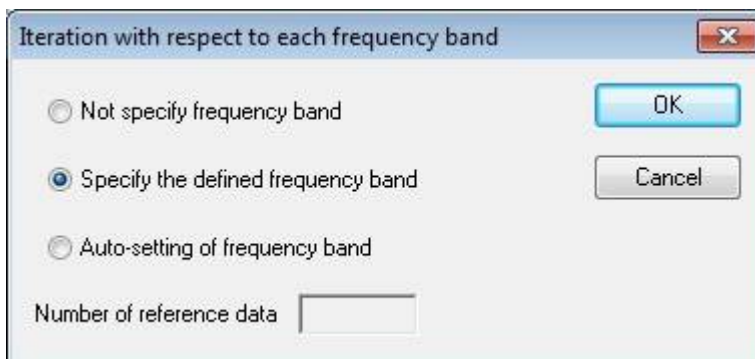 Iteration with respect to each frequency band
Not specify frequency band
OK
Specify the defined frequency band
Cancel
Auto-setting of frequency band
Number of reference data